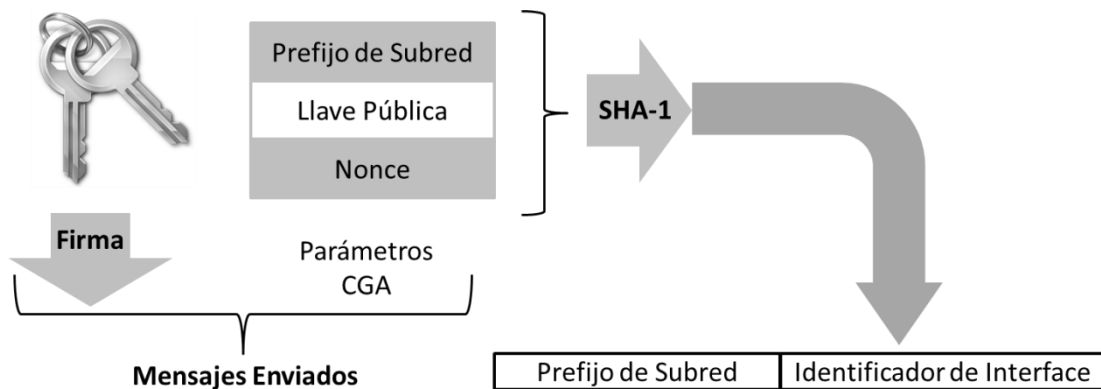 Prefijo de Subred
Llave Pública
Nonce
SHA-1
Firma
Parámetros
CGA
Mensajes Enviados
Prefijo de Subred
Identificador de Interface